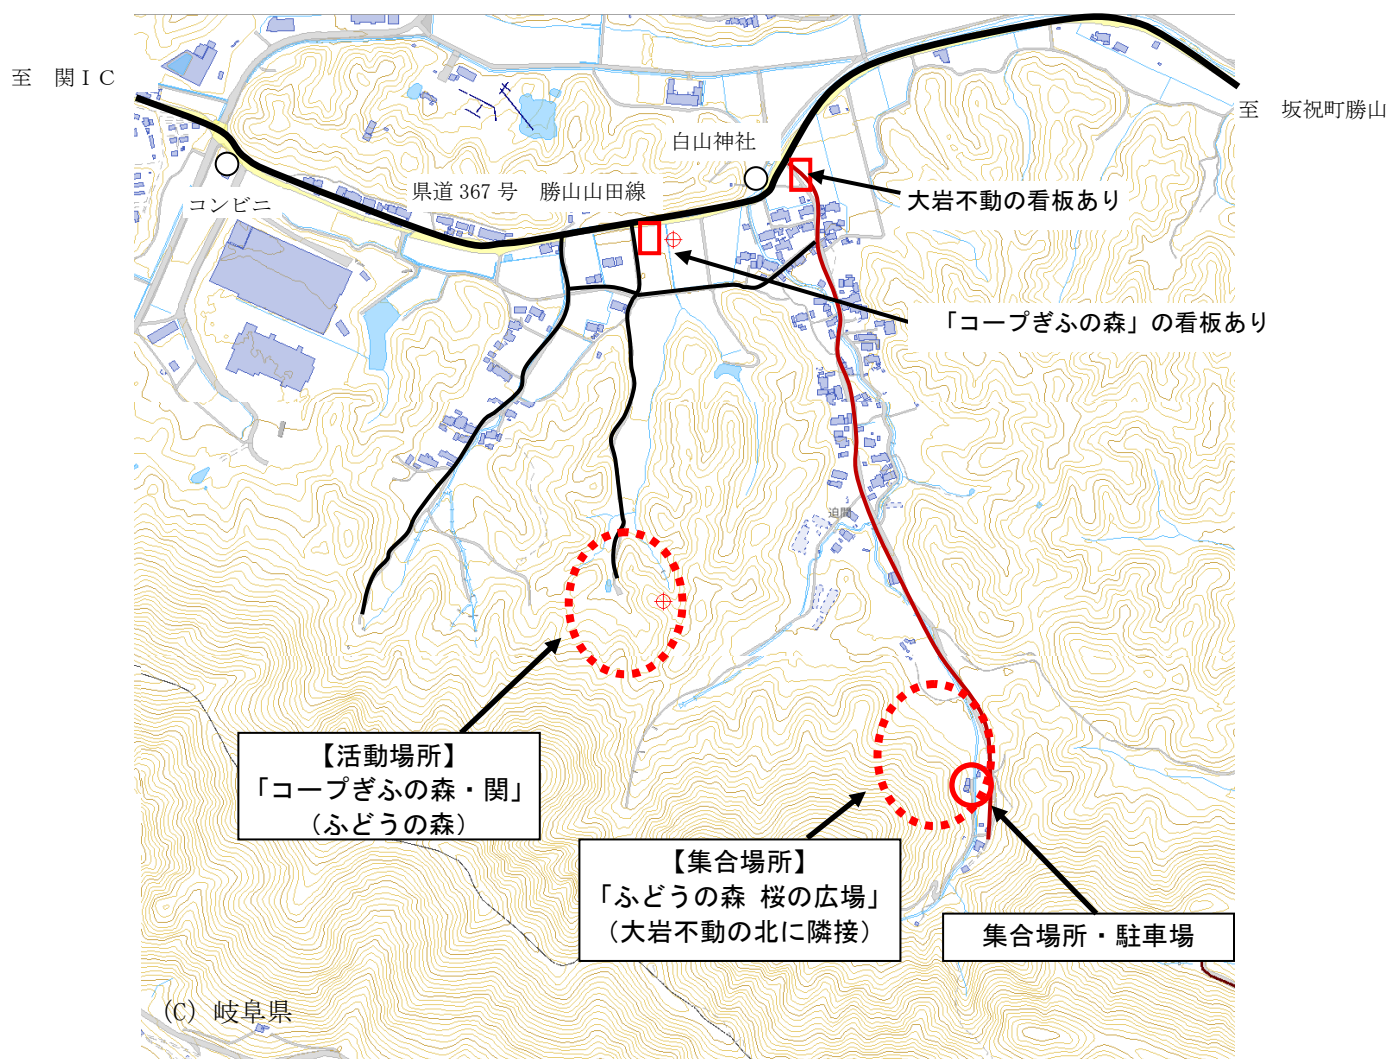 至　関ＩＣ
至　坂祝町勝山
白山神社
大岩不動の看板あり
県道 367 号　勝山山田線
コンビニ
「コープぎふの森」の看板あり
迫間
【活動場所】
「コープぎふの森・関」
（ふどうの森）
【集合場所】
「ふどうの森 桜の広場」
（大岩不動の北に隣接）
集合場所・駐車場
(C) 岐阜県